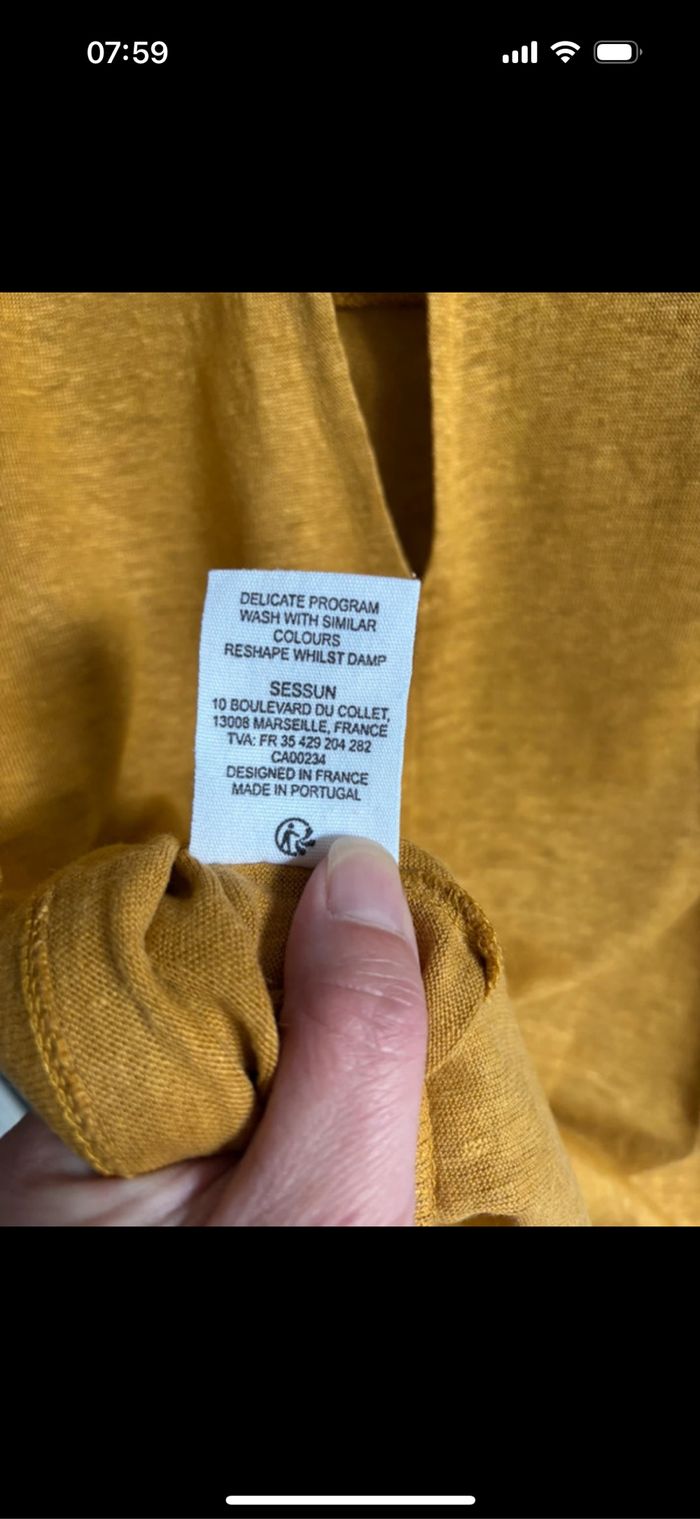 07:59
DELICATE PROGRAM
WASH WITH SIMILAR
COLOURS
RESHAPE WHILST DAMP
SESSUN
10 BOULEVARD DU COLLET,
13008 MARSEILLE, FRANCE
TVA: FR 35 429 204 282
CA00234
DESIGNED IN FRANCE
MADE IN PORTUGAL